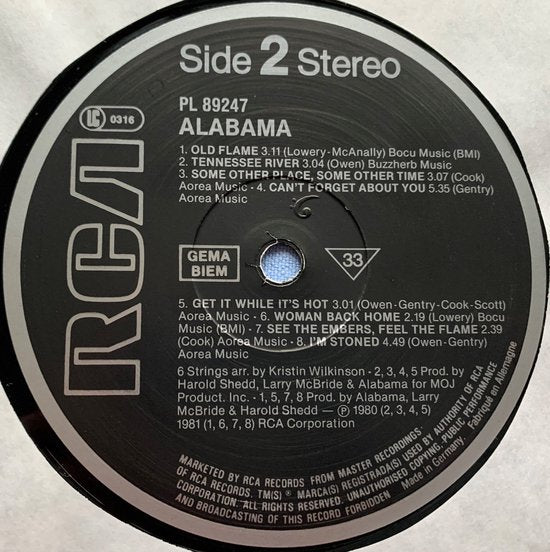 Side 2 Stereo
PL 89247
LC 0316
ALABAMA
1. OLD FLAME 3.11 (Lowery-McAnally) Bocu Music (BMI)
2. TENNESSEE RIVER 3.04 (Owen) Buzzherb Music
3. SOME OTHER PLACE, SOME OTHER TIME 3.07 (Cook)
Aorea Music • 4. CAN'T FORGET ABOUT YOU 5.35 (Gentry)
Aorea Music
RCA
GEMA
BIEM
33
5. GET IT WHILE IT'S HOT 3.01 (Owen-Gentry-Cook-Scott)
Aorea Music • 6. WOMAN BACK HOME 2.19 (Lowery) Bocu
Music (BMI) • 7. SEE THE EMBERS, FEEL THE FLAME 2.39
(Cook) Aorea Music • 8. I'M STONED 4.49 (Owen-Gentry)
Aorea Music
6 Strings arr. by Kristin Wilkinson • 2, 3, 4, 5 Prod. by
Harold Shedd, Larry McBride & Alabama for MOJ
Product. Inc. • 1, 5, 7, 8 Prod. by Alabama, Larry
McBride & Harold Shedd — ℗ 1980 (2, 3, 4, 5)
1981 (1, 6, 7, 8) RCA Corporation
MARKETED BY RCA RECORDS FROM MASTER RECORDINGS
OF RCA RECORDS. TM(S) ® MARCA(S) REGISTRADA(S) USED BY AUTHORITY OF RCA
CORPORATION. ALL RIGHTS RESERVED. UNAUTHORISED COPYING, PUBLIC PERFORMANCE
AND BROADCASTING OF THIS RECORD FORBIDDEN
Made in Germany. Fabriqué en Allemagne